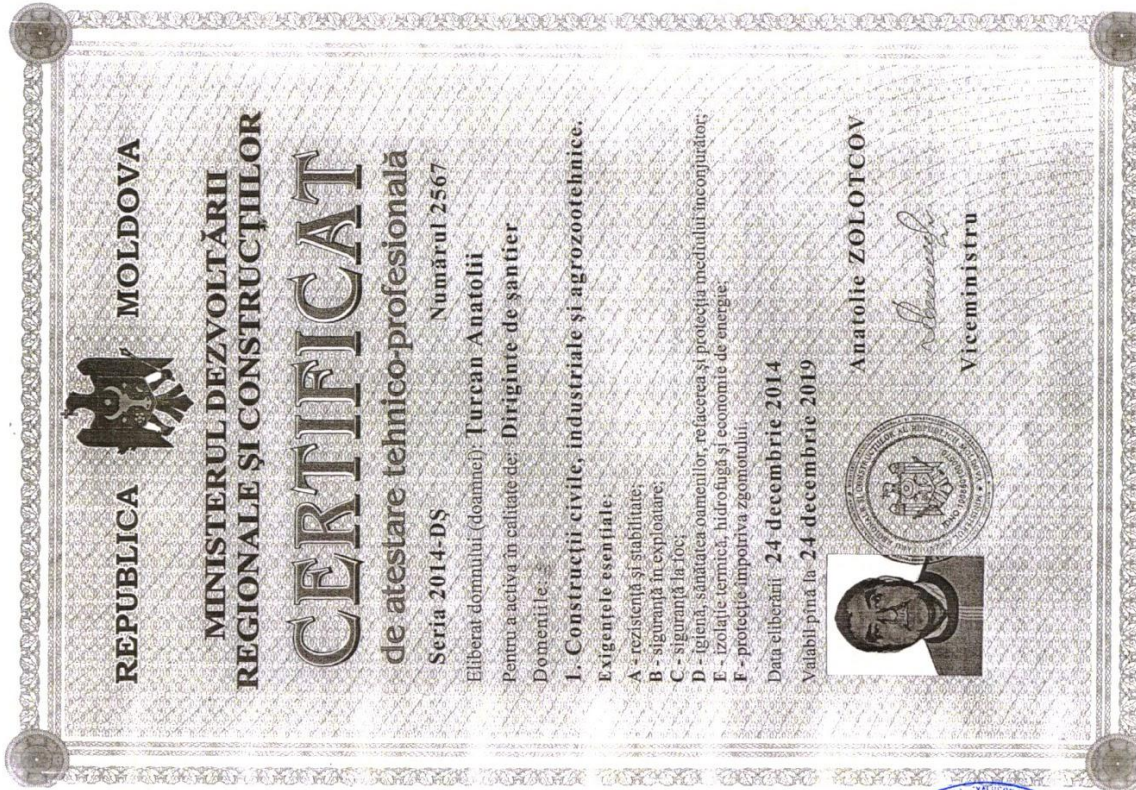 REPUBLICA MOLDOVA
MINISTERUL DEZVOLTĂRII
REGIONALE ȘI CONSTRUCȚIILOR
CERTIFICAT
de atestare tehnico-profesională
Seria 2014-DȘ Numărul 2567
Eliberat domnului (doamnei) Țurcan Anatolii
Pentru a activa în calitate de: Diriginte de șantier
Domeniile:
1. Construcții civile, industriale și agrozootehnice.
Exigențele esențiale:
A - rezistență și stabilitate;
B - siguranță în exploatare;
C - siguranță la foc;
D - igienă, sănătatea oamenilor, refacerea și protecția mediului înconjurător;
E - izolație termică, hidrofugă și economie de energie;
F - protecție împotriva zgomotului.
Data eliberării 24 decembrie 2014
Valabil pînă la 24 decembrie 2019
Anatolie ZOLOTCOV
Viceministru